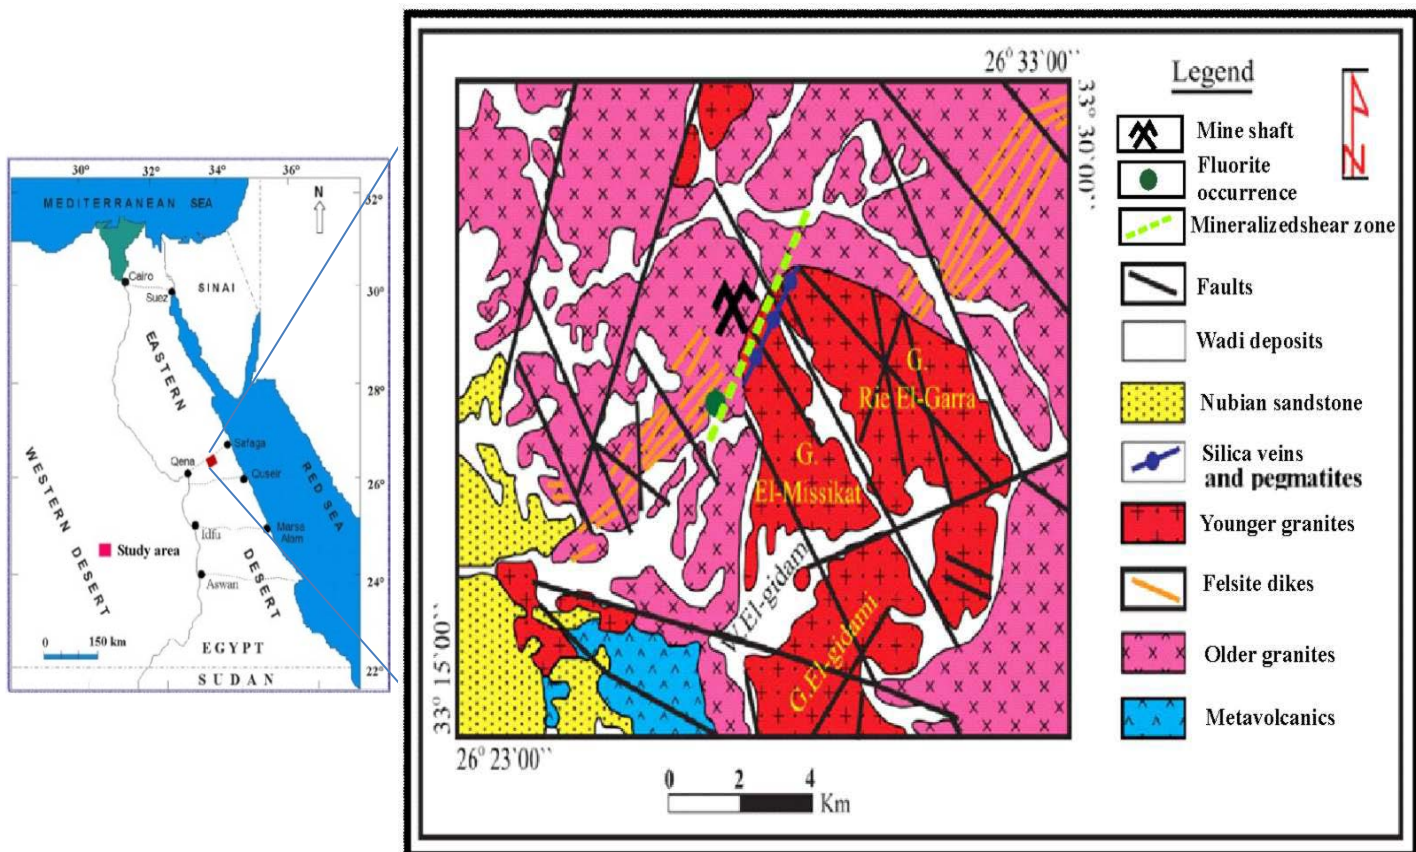 30°
32°
34°
36°
MEDITERRANEAN SEA
32°
N
Cairo
SINAI
Suez
30°
EASTERN
28°
Safaga
Qena
Quseir
RED SEA
26°
WESTERN DESERT
Marsa
Alam
Idfu
Study area
DESERT
Aswan
24°
0 150 km
EGYPT
22°
SUDAN
26° 33`00``
33° 30`00``
G.
Rie El-Garra
G.
El-Missikat
W.El-gidami
G.El-gidami
33° 15`00``
26° 23`00``
0 2 4
Km
Legend
N
Mine shaft
Fluorite
occurrence
Mineralizedshear zone
Faults
Wadi deposits
Nubian sandstone
Silica veins
and pegmatites
Younger granites
Felsite dikes
Older granites
Metavolcanics